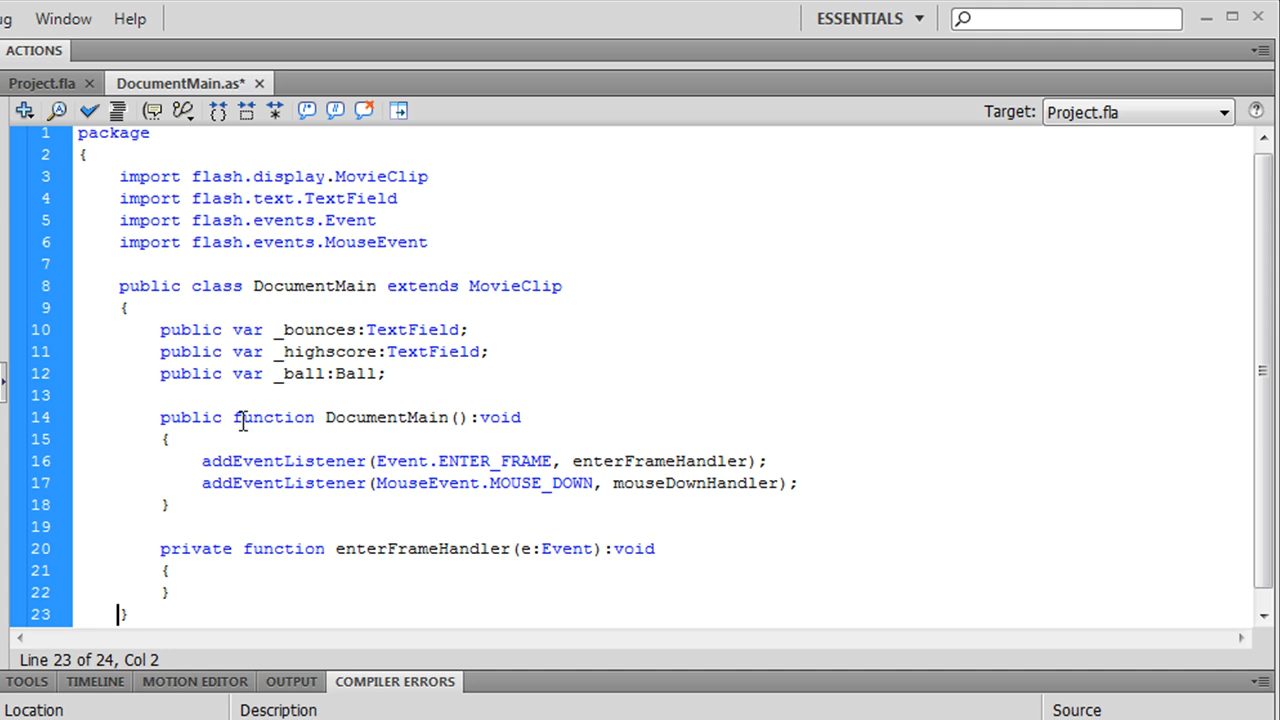 ug Window Help ESSENTIALS
ACTIONS
Project.fla DocumentMain.as*
Target: Project.fla
1 package
2 {
3 import flash.display.MovieClip
4 import flash.text.TextField
5 import flash.events.Event
6 import flash.events.MouseEvent
7
8 public class DocumentMain extends MovieClip
9 {
10 public var _bounces:TextField;
11 public var _highscore:TextField;
12 public var _ball:Ball;
13
14 public function DocumentMain():void
15 {
16 addEventListener(Event.ENTER_FRAME, enterFrameHandler);
17 addEventListener(MouseEvent.MOUSE_DOWN, mouseDownHandler);
18 }
19
20 private function enterFrameHandler(e:Event):void
21 {
22 }
23 }
Line 23 of 24, Col 2
TOOLS TIMELINE MOTION EDITOR OUTPUT COMPILER ERRORS
Location Description Source